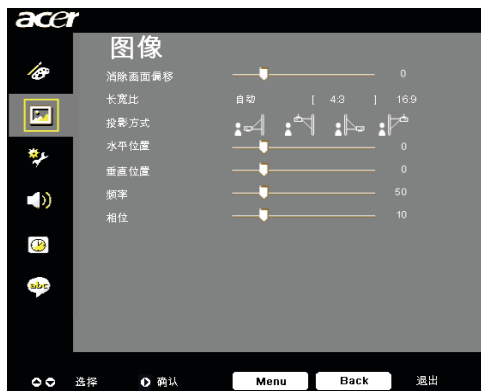 acer
图像
消除画面偏移 0
长宽比 自动 [ 4:3 ] 16:9
投影方式
水平位置 0
垂直位置 0
频率 50
相位 10
abc
选择 确认 Menu Back 退出